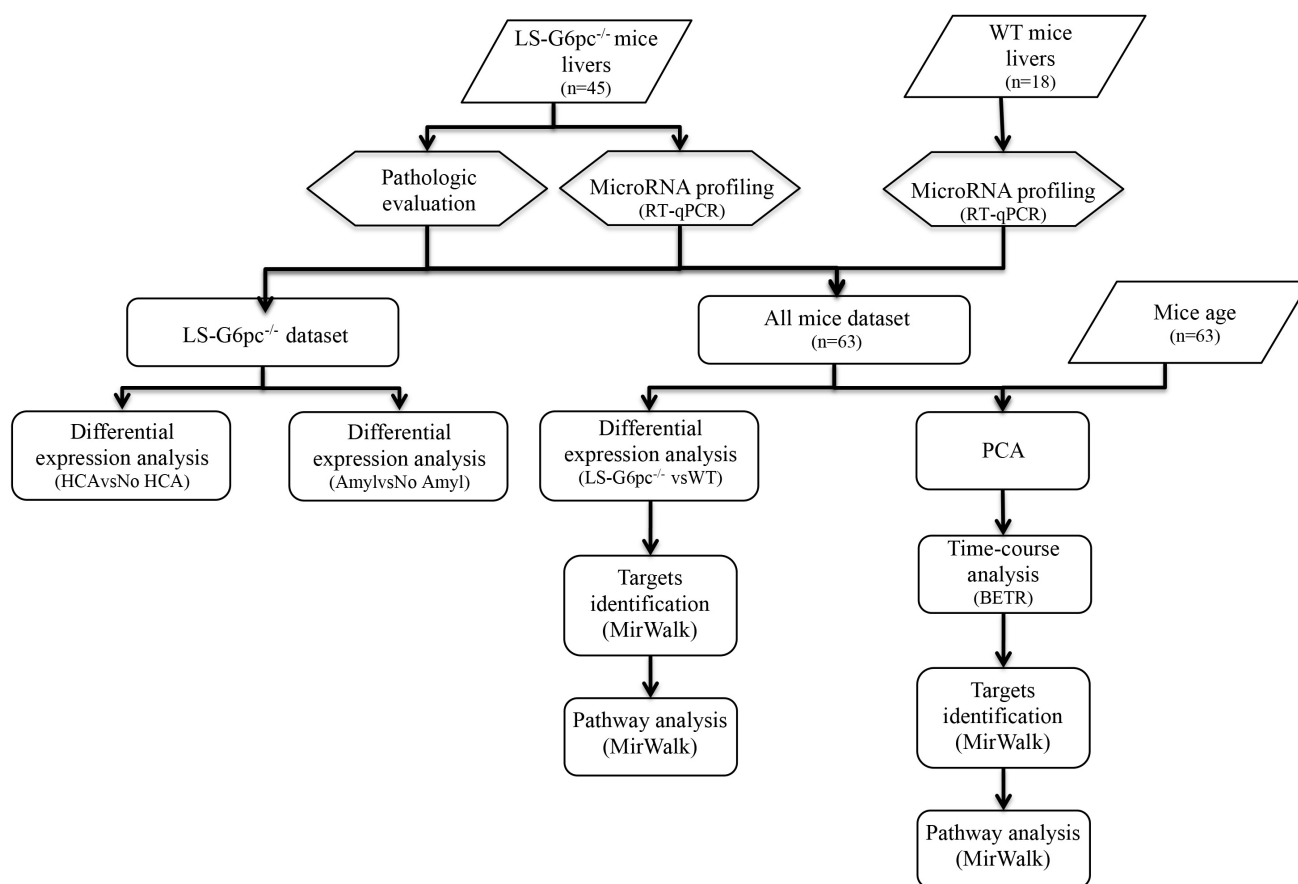 LS-G6pc-/- mice
livers
(n=45)
WT mice
livers
(n=18)
Pathologic
evaluation
MicroRNA profiling
(RT-qPCR)
MicroRNA profiling
(RT-qPCR)
LS-G6pc-/- dataset
All mice dataset
(n=63)
Mice age
(n=63)
Differential
expression analysis
(HCAvsNo HCA)
Differential
expression analysis
(AmylvsNo Amyl)
Differential
expression analysis
(LS-G6pc-/- vsWT)
PCA
Time-course
analysis
(BETR)
Targets
identification
(MirWalk)
Targets
identification
(MirWalk)
Pathway analysis
(MirWalk)
Pathway analysis
(MirWalk)